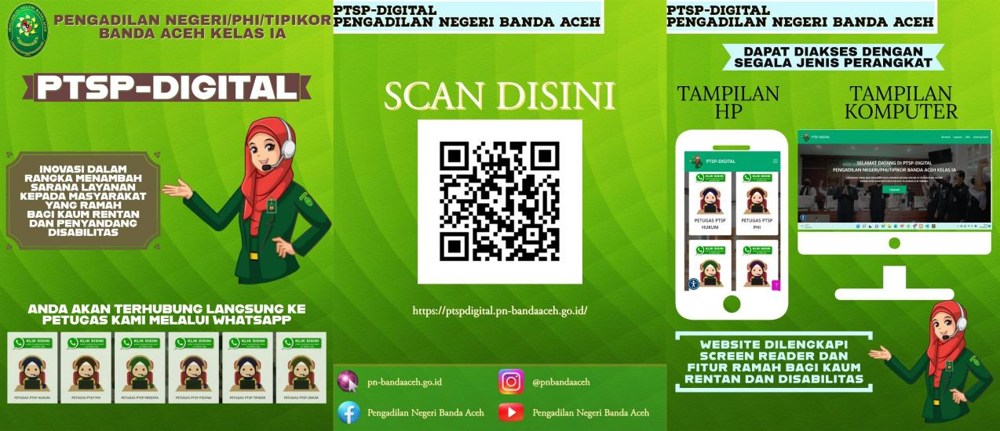 PENGADILAN NEGERI/PHI/TIPIKOR
BANDA ACEH KELAS IA
PTSP-DIGITAL
INOVASI DALAM
RANGKA MENAMBAH
SARANA LAYANAN
KEPADA MASYARAKAT
YANG RAMAH
BAGI KAUM RENTAN
DAN PENYANDANG
DISABILITAS
ANDA AKAN TERHUBUNG LANGSUNG KE
PETUGAS KAMI MELALUI WHATSAPP
KLIK DISINI
KLIK DISINI
KLIK DISINI
KLIK DISINI
KLIK DISINI
KLIK DISINI
PETUGAS PTSP HUKUM
PETUGAS PTSP PHI
PETUGAS PTSP PERDATA
PETUGAS PTSP PIDANA
PETUGAS PTSP TIPIKOR
PETUGAS PTSP UMUM
PTSP-DIGITAL
PENGADILAN NEGERI BANDA ACEH
SCAN DISINI
https://ptspdigital.pn-bandaaceh.go.id/
pn-bandaaceh.go.id
@pnbandaaceh
Pengadilan Negeri Banda Aceh
Pengadilan Negeri Banda Aceh
PTSP-DIGITAL
PENGADILAN NEGERI BANDA ACEH
DAPAT DIAKSES DENGAN
SEGALA JENIS PERANGKAT
TAMPILAN
HP
TAMPILAN
KOMPUTER
PTSP-DIGITAL
KLIK DISINI
KLIK DISINI
PETUGAS PTSP
HUKUM
PETUGAS PTSP
PHI
KLIK DISINI
KLIK DISINI
PTSP-DIGITAL
SELAMAT DATANG DI PTSP-DIGITAL
PENGADILAN NEGERI/PHI/TIPIKOR BANDA ACEH KELAS IA
WEBSITE DILENGKAPI
SCREEN READER DAN
FITUR RAMAH BAGI KAUM
RENTAN DAN DISABILITAS